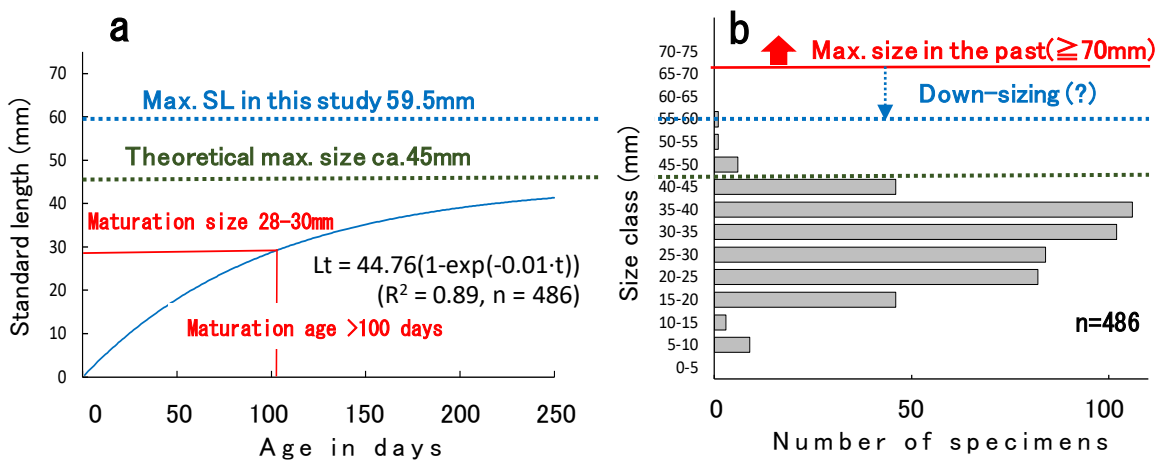 a
Standard length (mm)
70
60
50
40
30
20
10
0
Max. SL in this study 59.5mm
Theoretical max. size ca.45mm
Maturation size 28-30mm
Lt = 44.76(1-exp(-0.01·t))
(R² = 0.89, n = 486)
Maturation age >100 days
0 50 100 150 200 250
Age in days
b
Size class (mm)
70-75
65-70
60-65
55-60
50-55
45-50
40-45
35-40
30-35
25-30
20-25
15-20
10-15
5-10
0-5
Max. size in the past(≧70mm)
Down-sizing (?)
n=486
0 50 100
Number of specimens